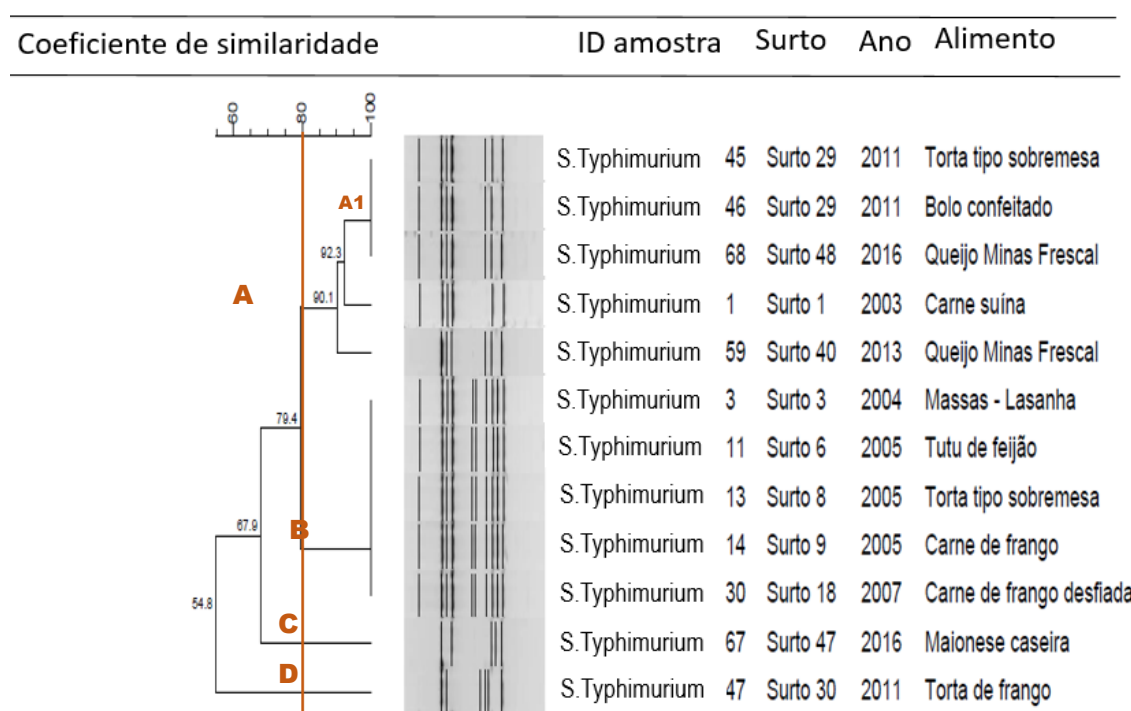 Coeficiente de similaridade ID amostra Surto Ano Alimento
60 80 100
S.Typhimurium 45 Surto 29 2011 Torta tipo sobremesa
A1
S.Typhimurium 46 Surto 29 2011 Bolo confeitado
92.3
S.Typhimurium 68 Surto 48 2016 Queijo Minas Frescal
A
90.1
S.Typhimurium 1 Surto 1 2003 Carne suína
S.Typhimurium 59 Surto 40 2013 Queijo Minas Frescal
S.Typhimurium 3 Surto 3 2004 Massas - Lasanha
79.4
S.Typhimurium 11 Surto 6 2005 Tutu de feijão
S.Typhimurium 13 Surto 8 2005 Torta tipo sobremesa
67.9
B
S.Typhimurium 14 Surto 9 2005 Carne de frango
54.8
S.Typhimurium 30 Surto 18 2007 Carne de frango desfiada
C
S.Typhimurium 67 Surto 47 2016 Maionese caseira
D
S.Typhimurium 47 Surto 30 2011 Torta de frango